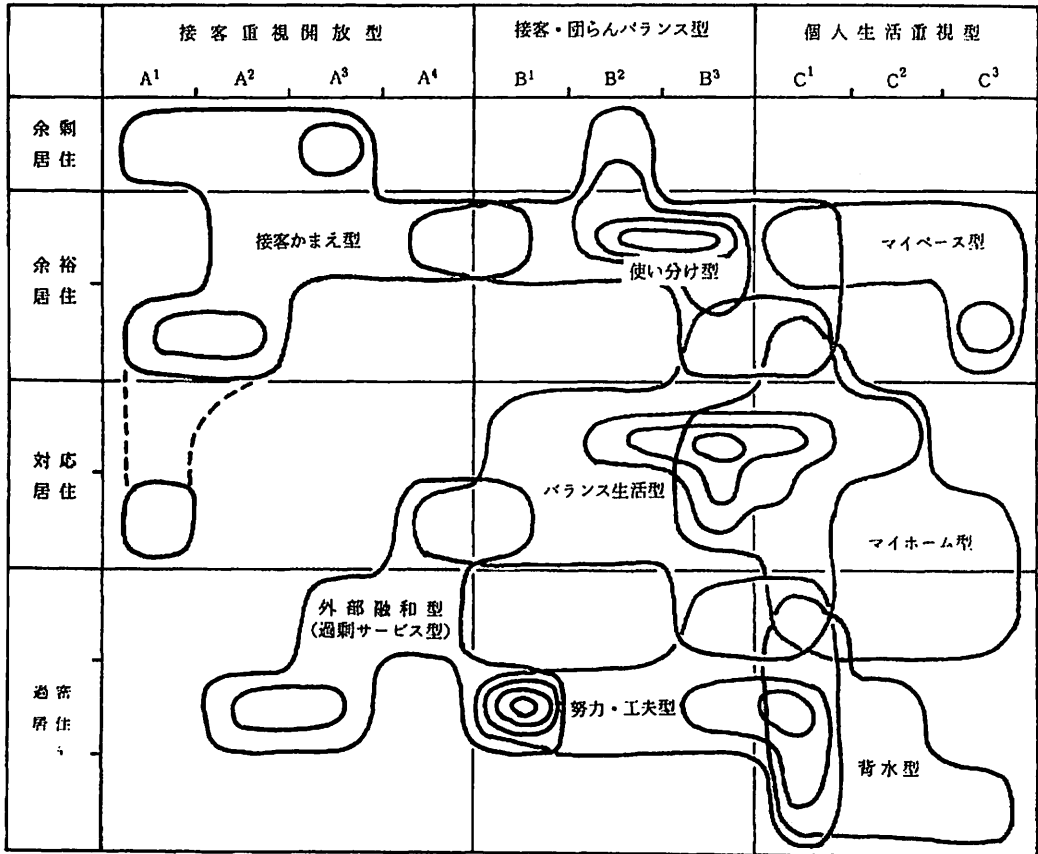 接客重視開放型
接客・団らんバランス型
個人生活重視型
A¹ A² A³ A⁴ B¹ B² B³ C¹ C² C³
余剰
居住
接客かまえ型
マイペース型
余裕
居住
使い分け型
対応
居住
バランス生活型
マイホーム型
外部融和型
(過剰サービス型)
過密
居住
努力・工夫型
背水型